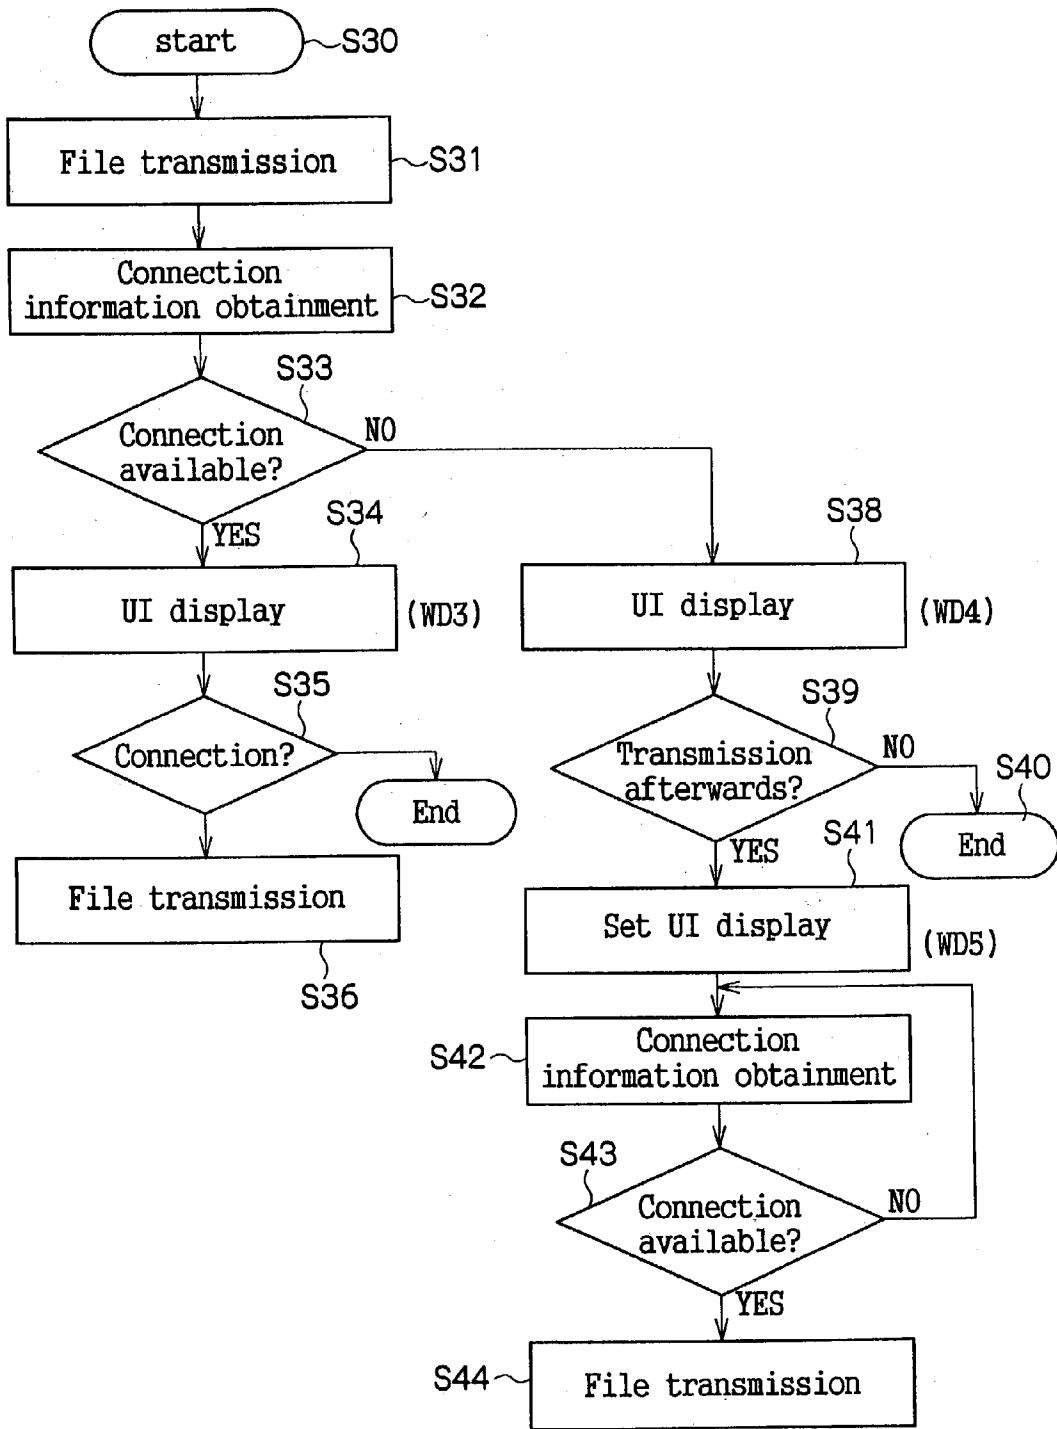 start
S30
File transmission
S31
Connection
information obtainment
S32
S33
Connection
available?
NO
YES
S34
UI display
(WD3)
S35
Connection?
End
File transmission
S36
S38
UI display
(WD4)
S39
Transmission
afterwards?
NO
S40
End
YES
S41
Set UI display
(WD5)
S42
Connection
information obtainment
S43
Connection
available?
NO
YES
S44
File transmission